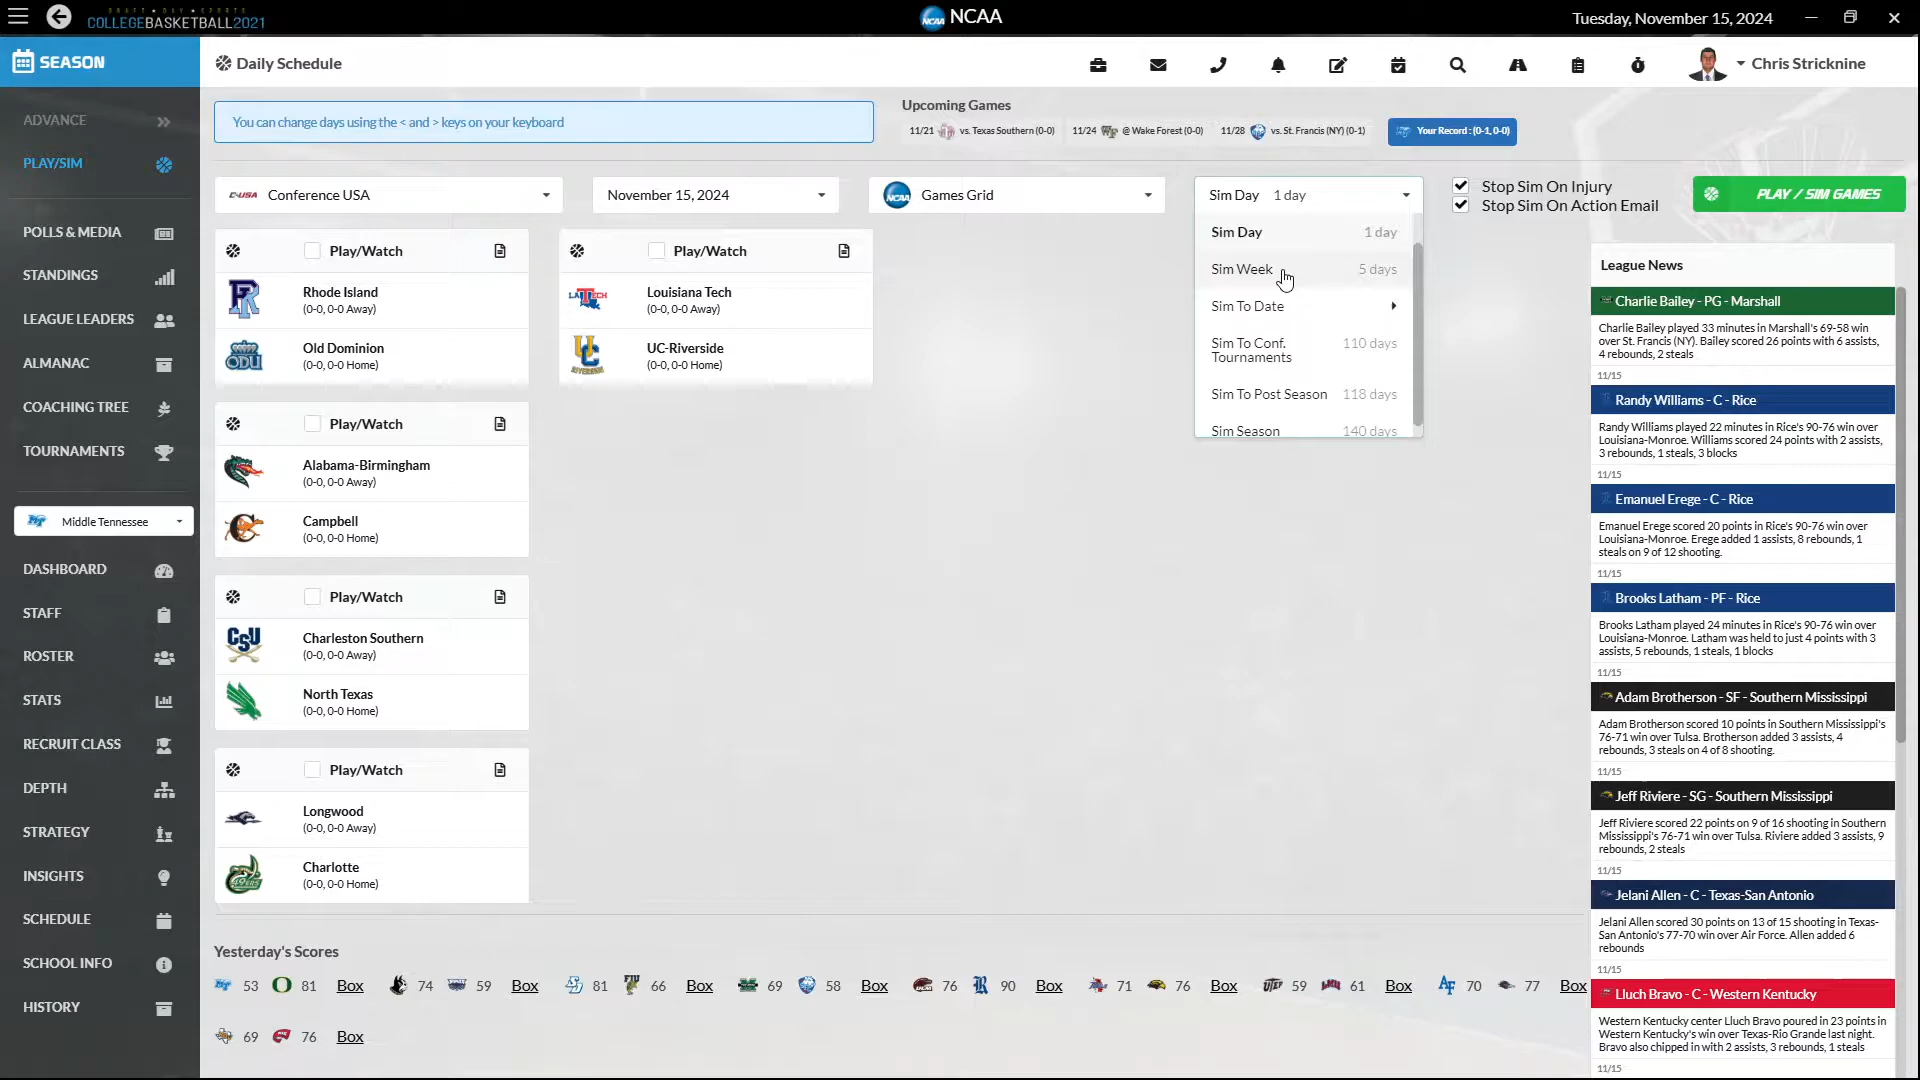 DRAFT • DAY • SPORTS
COLLEGEBASKETBALL2021
NCAA
Tuesday, November 15, 2024
SEASON
Daily Schedule
Chris Stricknine
ADVANCE
PLAY/SIM
POLLS & MEDIA
STANDINGS
LEAGUE LEADERS
ALMANAC
COACHING TREE
TOURNAMENTS
Middle Tennessee
DASHBOARD
STAFF
ROSTER
STATS
RECRUIT CLASS
DEPTH
STRATEGY
INSIGHTS
SCHEDULE
SCHOOL INFO
HISTORY
You can change days using the < and > keys on your keyboard
Upcoming Games
11/21 vs. Texas Southern (0-0) 11/24 @ Wake Forest (0-0) 11/28 vs. St. Francis (NY) (0-1) Your Record : (0-1, 0-0)
C-USA Conference USA
November 15, 2024
NCAA Games Grid
Sim Day 1 day
Stop Sim On Injury
Stop Sim On Action Email
PLAY / SIM GAMES
Sim Day 1 day
Sim Week 5 days
Sim To Date
Sim To Conf. 110 days
Tournaments
Sim To Post Season 118 days
Sim Season 140 days
Play/Watch
Rhode Island
(0-0, 0-0 Away)
Old Dominion
(0-0, 0-0 Home)
Play/Watch
Louisiana Tech
(0-0, 0-0 Away)
UC-Riverside
(0-0, 0-0 Home)
Play/Watch
Alabama-Birmingham
(0-0, 0-0 Away)
Campbell
(0-0, 0-0 Home)
Play/Watch
Charleston Southern
(0-0, 0-0 Away)
North Texas
(0-0, 0-0 Home)
Play/Watch
Longwood
(0-0, 0-0 Away)
Charlotte
(0-0, 0-0 Home)
League News
Charlie Bailey - PG - Marshall
Charlie Bailey played 33 minutes in Marshall's 69-58 win
over St. Francis (NY). Bailey scored 26 points with 6 assists,
4 rebounds, 2 steals
11/15
Randy Williams - C - Rice
Randy Williams played 22 minutes in Rice's 90-76 win over
Louisiana-Monroe. Williams scored 24 points with 2 assists,
3 rebounds, 1 steals, 3 blocks
11/15
Emanuel Erege - C - Rice
Emanuel Erege scored 20 points in Rice's 90-76 win over
Louisiana-Monroe. Erege added 1 assists, 8 rebounds, 1
steals on 9 of 12 shooting.
11/15
Brooks Latham - PF - Rice
Brooks Latham played 24 minutes in Rice's 90-76 win over
Louisiana-Monroe. Latham was held to just 4 points with 3
assists, 5 rebounds, 1 steals, 1 blocks
11/15
Adam Brotherson - SF - Southern Mississippi
Adam Brotherson scored 10 points in Southern Mississippi's
76-71 win over Tulsa. Brotherson added 3 assists, 4
rebounds, 3 steals on 4 of 8 shooting.
11/15
Jeff Riviere - SG - Southern Mississippi
Jeff Riviere scored 22 points on 9 of 16 shooting in Southern
Mississippi's 76-71 win over Tulsa. Riviere added 3 assists, 9
rebounds, 2 steals
11/15
Jelani Allen - C - Texas-San Antonio
Jelani Allen scored 30 points on 13 of 15 shooting in Texas-
San Antonio's 77-70 win over Air Force. Allen added 6
rebounds
11/15
Lluch Bravo - C - Western Kentucky
Western Kentucky center Lluch Bravo poured in 23 points in
Western Kentucky's win over Texas-Rio Grande last night.
Bravo also chipped in with 2 assists, 3 rebounds, 1 steals
11/15
Yesterday's Scores
53 81 Box 74 59 Box 81 66 Box 69 58 Box 76 90 Box 71 76 Box 59 61 Box 70 77 Box
69 76 Box